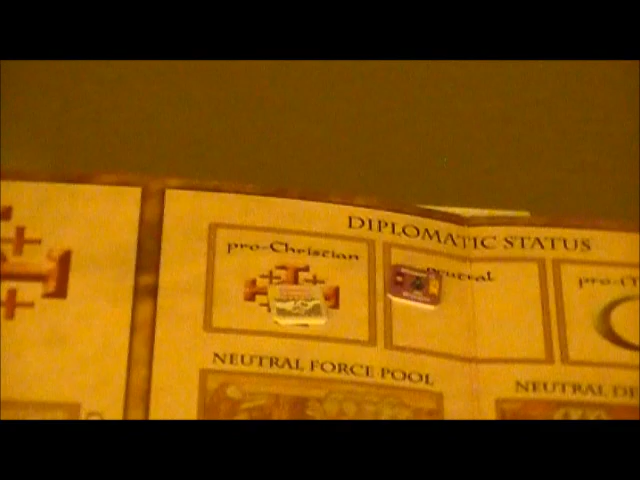 DIPLOMATIC STATUS
pro-Christian
neutral
NEUTRAL FORCE POOL
NEUTRAL